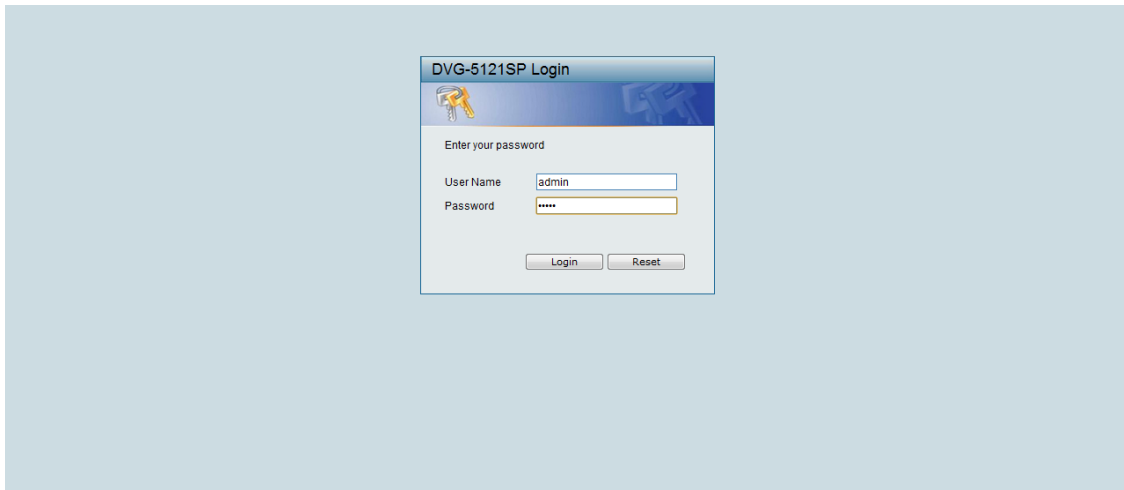 DVG-5121SP Login
Enter your password
User Name admin
Password •••••
Login Reset